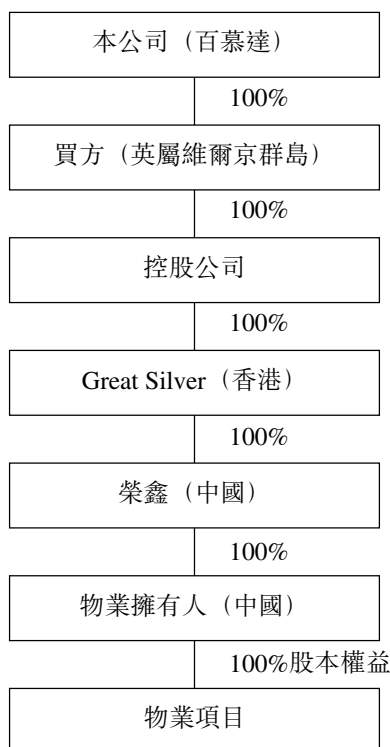 本公司（百慕達）
100%
買方（英屬維爾京群島）
100%
控股公司
100%
Great Silver（香港）
100%
榮鑫（中國）
100%
物業擁有人（中國）
100%股本權益
物業項目